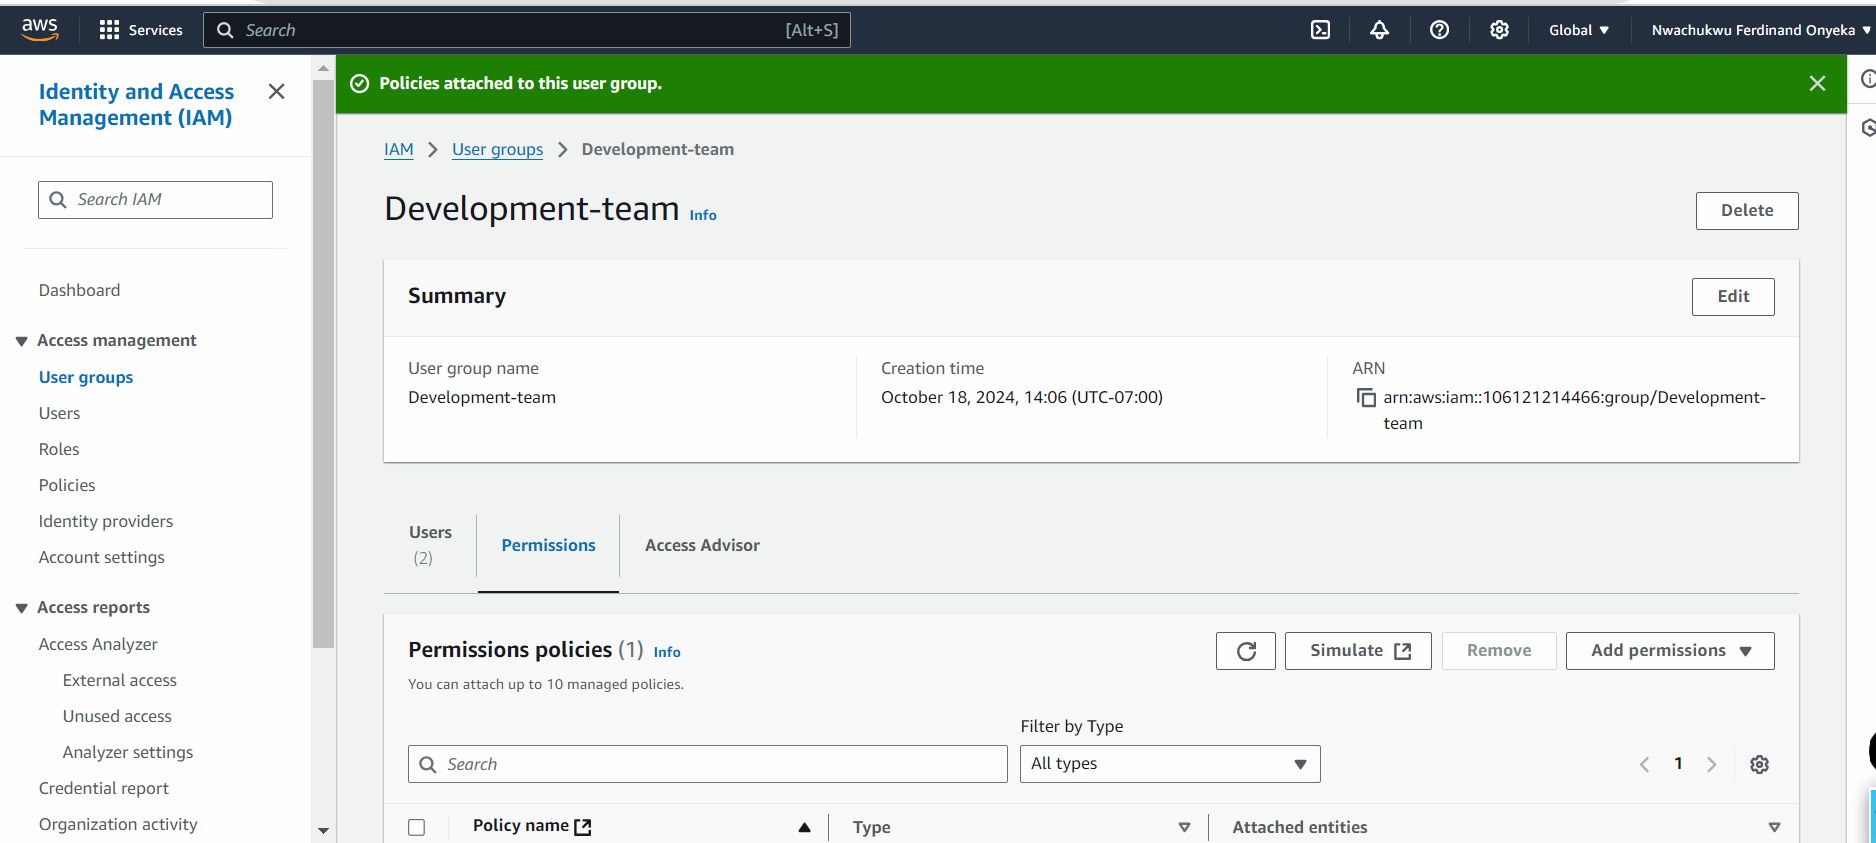 aws Services Search [Alt+S] Global Nwachukwu Ferdinand Onyeka
Identity and Access
Management (IAM)
Search IAM
Dashboard
Access management
User groups
Users
Roles
Policies
Identity providers
Account settings
Access reports
Access Analyzer
External access
Unused access
Analyzer settings
Credential report
Organization activity
Policies attached to this user group.
IAM > User groups > Development-team
Development-team Info
Delete
Summary
Edit
User group name
Development-team
Creation time
October 18, 2024, 14:06 (UTC-07:00)
ARN
arn:aws:iam::106121214466:group/Development-
team
Users
(2)
Permissions
Access Advisor
Permissions policies (1) Info
You can attach up to 10 managed policies.
Simulate
Remove
Add permissions
Filter by Type
Search
All types
1
Policy name
Type
Attached entities